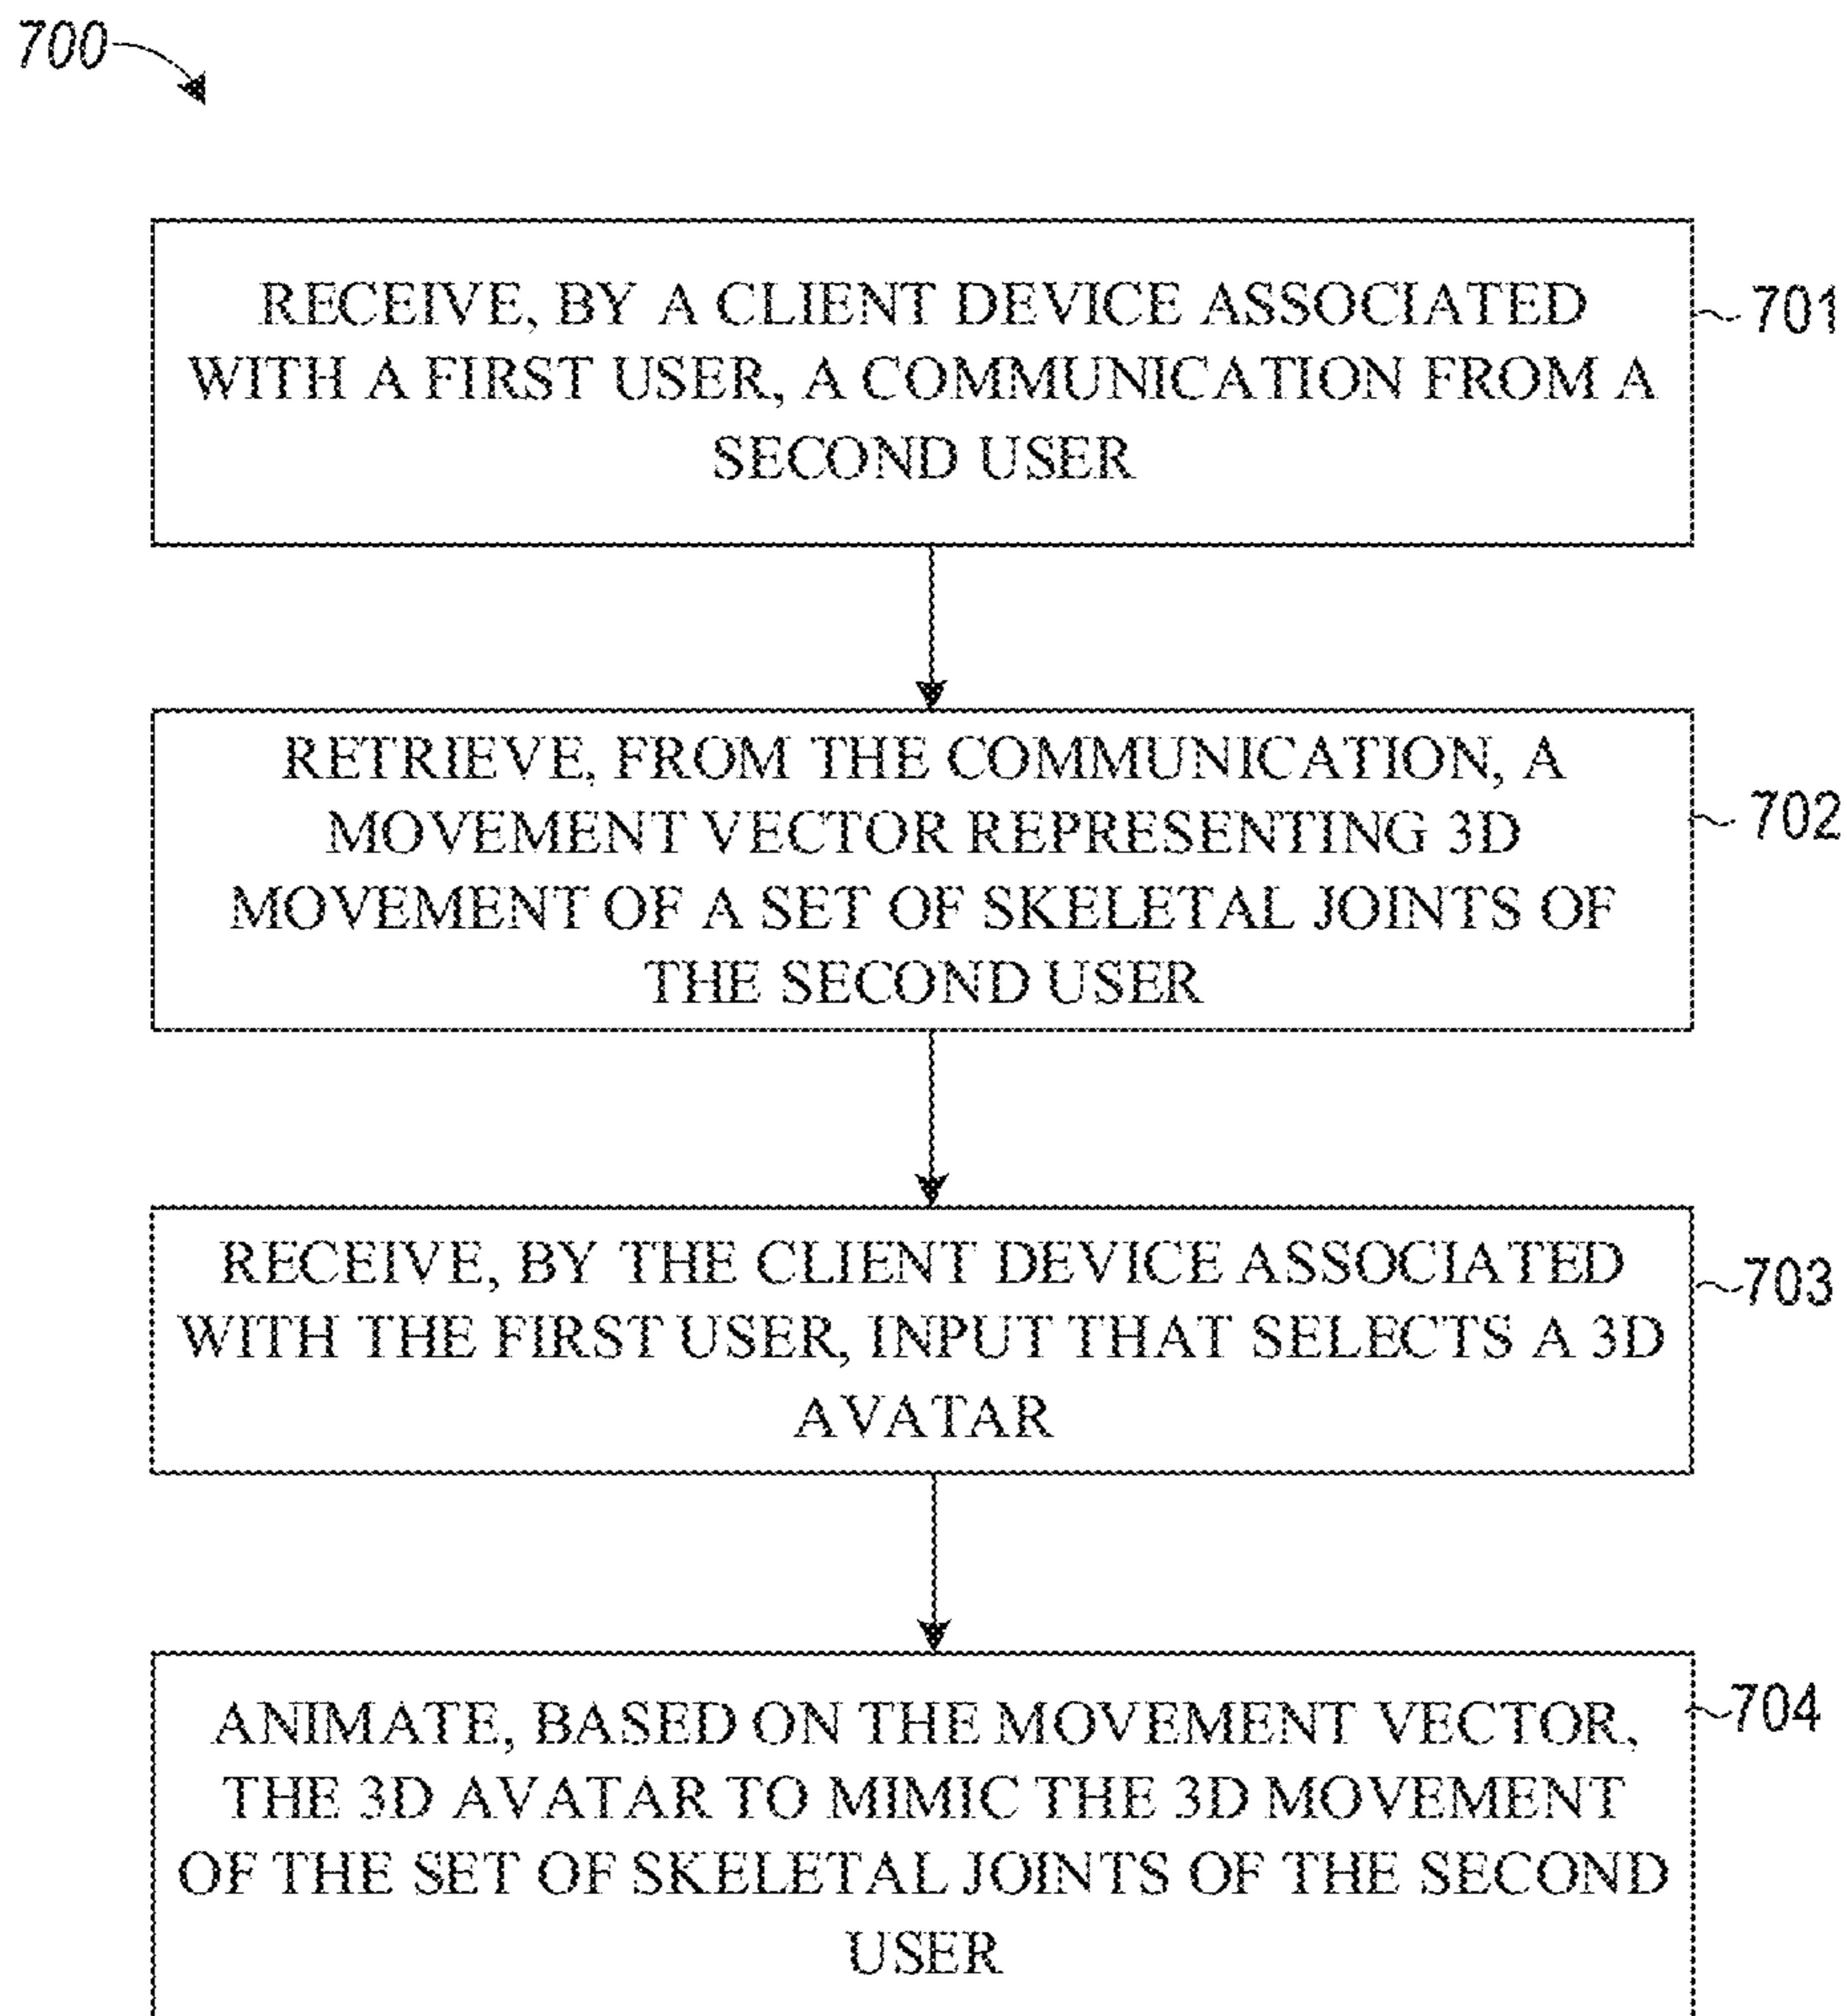 700
RECEIVE, BY A CLIENT DEVICE ASSOCIATED
WITH A FIRST USER, A COMMUNICATION FROM A
SECOND USER
701
RETRIEVE, FROM THE COMMUNICATION, A
MOVEMENT VECTOR REPRESENTING 3D
MOVEMENT OF A SET OF SKELETAL JOINTS OF
THE SECOND USER
702
RECEIVE, BY THE CLIENT DEVICE ASSOCIATED
WITH THE FIRST USER, INPUT THAT SELECTS A 3D
AVATAR
703
ANIMATE, BASED ON THE MOVEMENT VECTOR,
THE 3D AVATAR TO MIMIC THE 3D MOVEMENT
OF THE SET OF SKELETAL JOINTS OF THE SECOND
USER
704